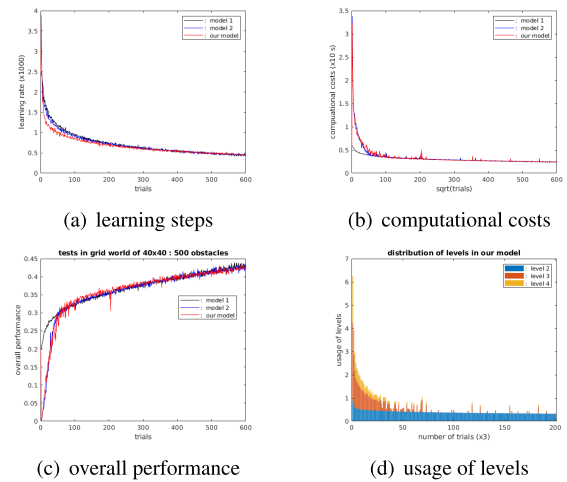 4
3.5
3
2.5
2
1.5
1
0.5
0
0 100 200 300 400 500 600
learning rate (x1000)
trials
: model 1
: model 2
: our model
(a) learning steps
3.5
3
2.5
2
1.5
1
0.5
0
0 100 200 300 400 500 600
compuational costs (x10 s)
sqrt(trials)
: model 1
: model 2
: our model
(b) computational costs
tests in grid world of 40x40 : 500 obstacles
0.45
0.4
0.35
0.3
0.25
0.2
0.15
0.1
0.05
0
0 100 200 300 400 500 600
overall performance
trials
: model 1
: model 2
: our model
(c) overall performance
distribution of levels in our model
7
6
5
4
3
2
1
0
0 50 100 150 200
usage of levels
number of trials (x3)
: level 2
: level 3
: level 4
(d) usage of levels